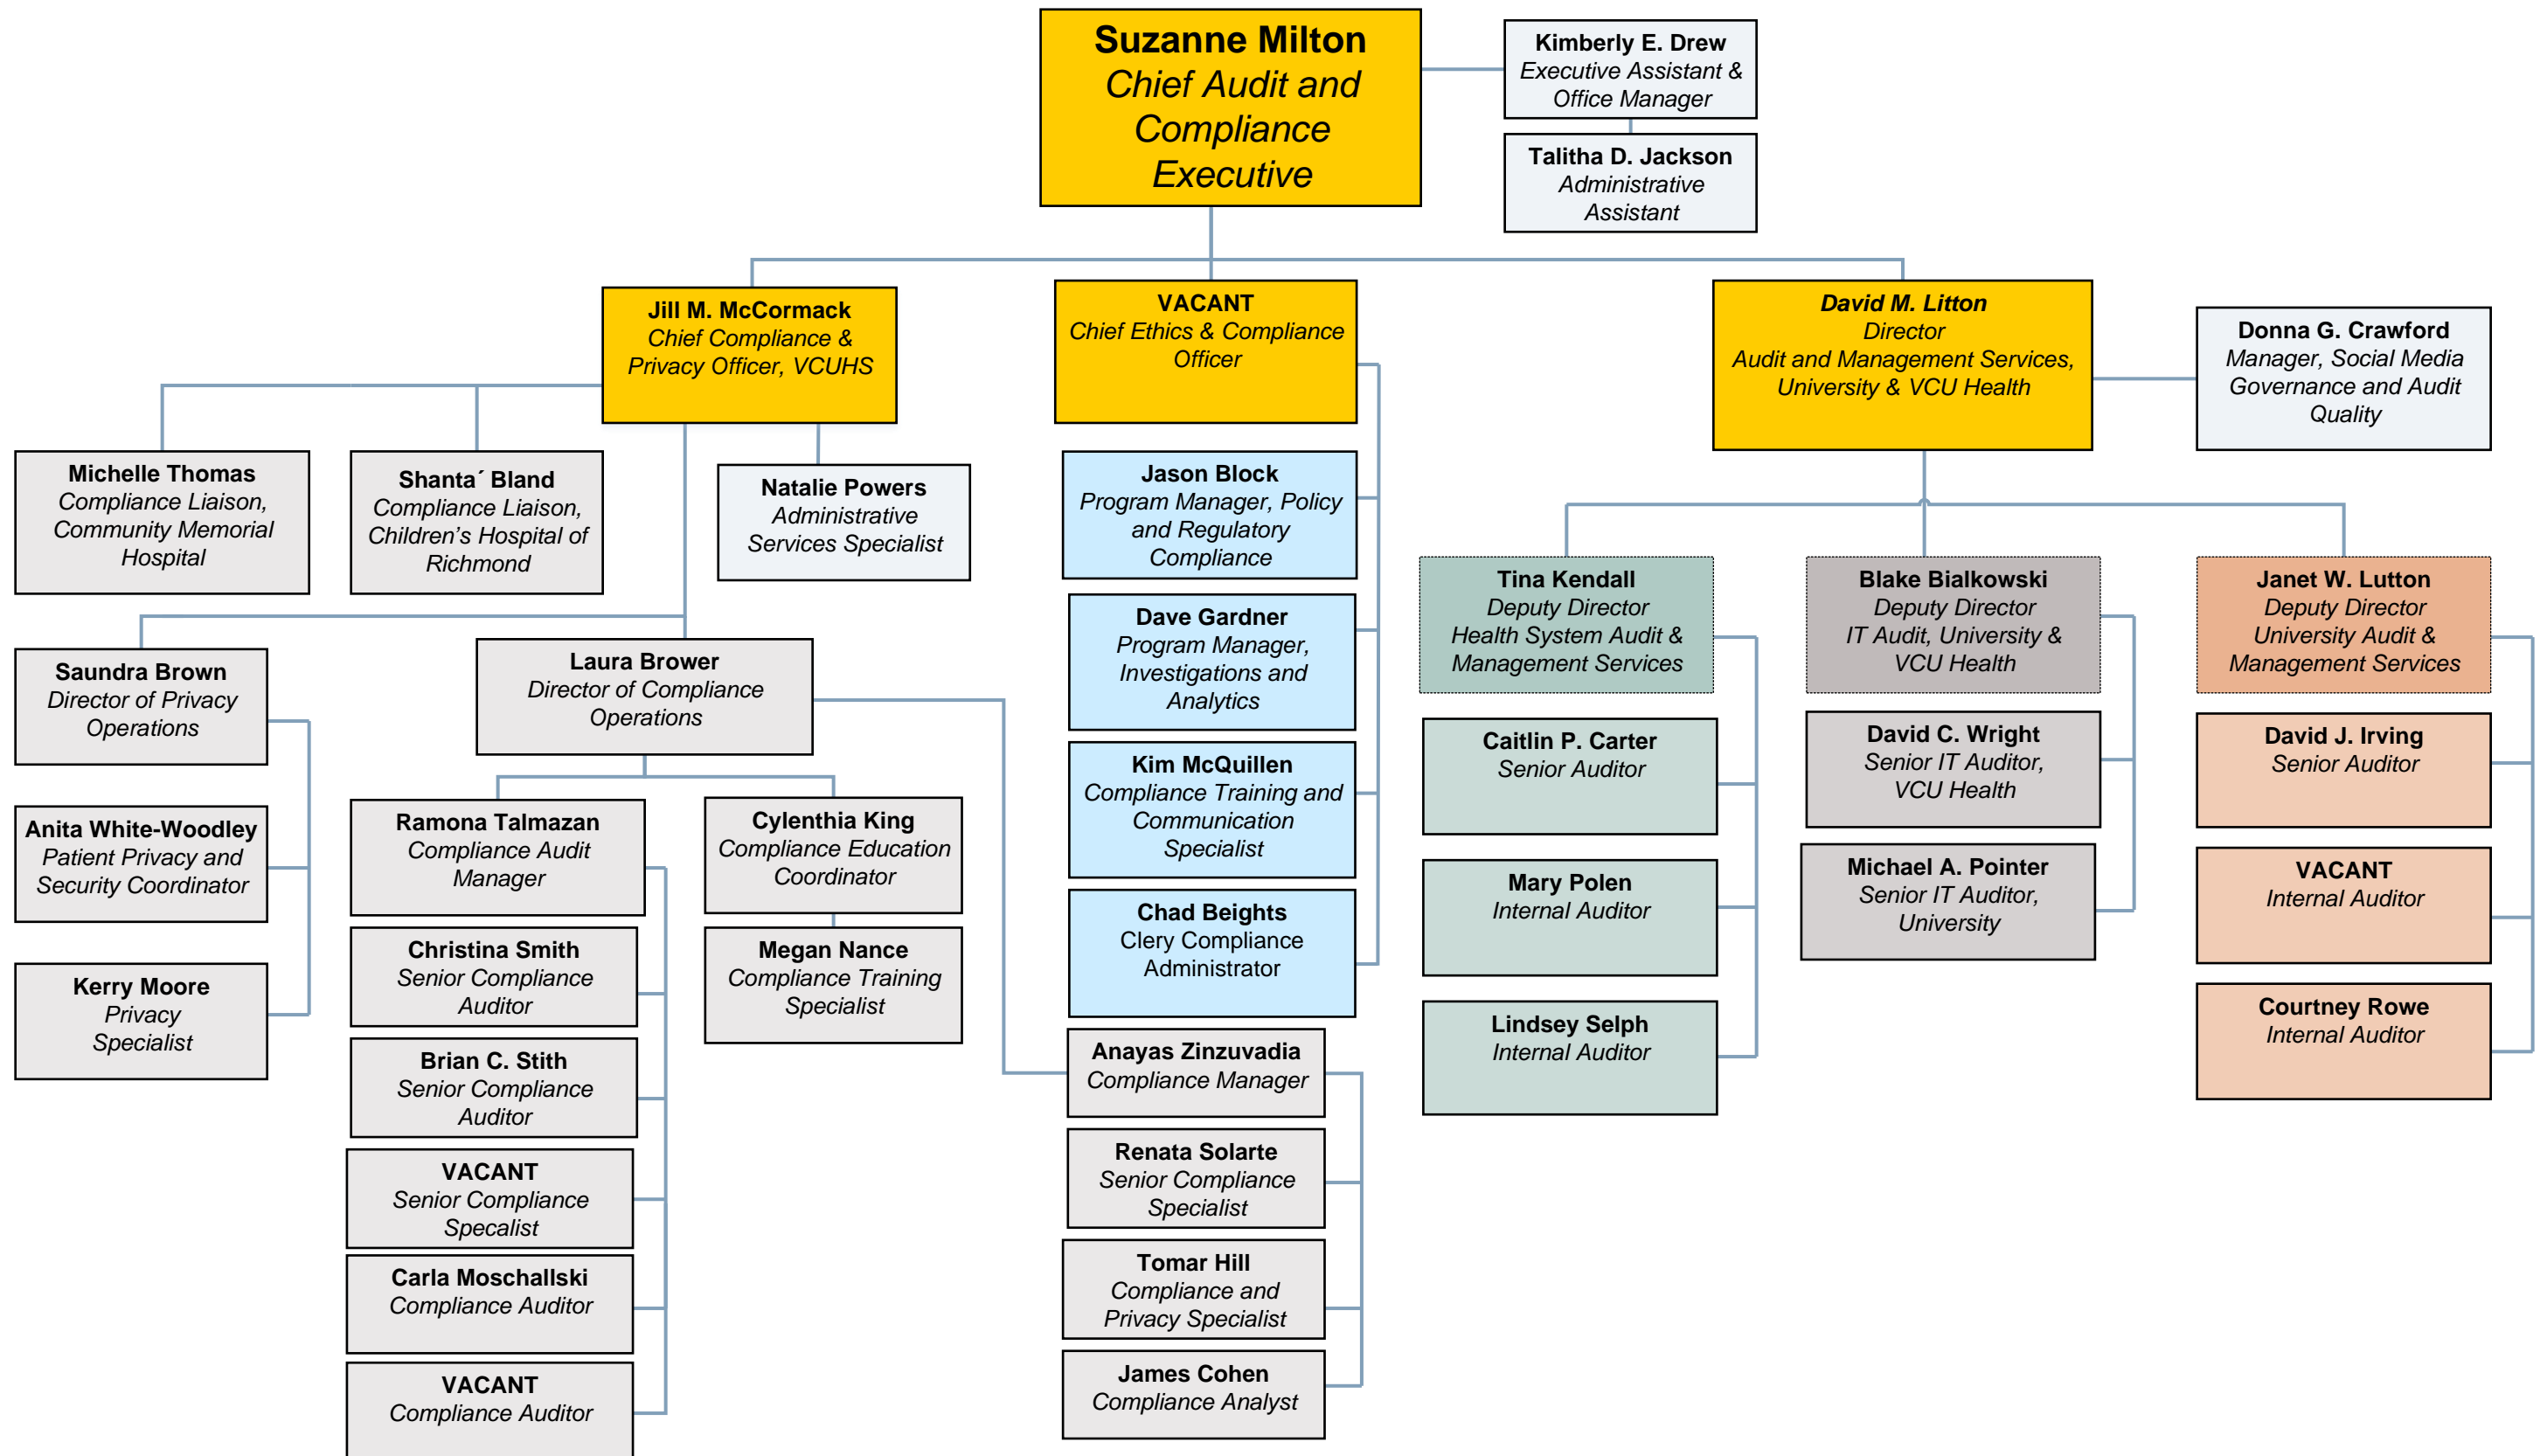 Suzanne Milton
Chief Audit and
Compliance
Executive
Kimberly E. Drew
Executive Assistant &
Office Manager
Talitha D. Jackson
Administrative
Assistant
Jill M. McCormack
Chief Compliance &
Privacy Officer, VCUHS
VACANT
Chief Ethics & Compliance
Officer
David M. Litton
Director
Audit and Management Services,
University & VCU Health
Donna G. Crawford
Manager, Social Media
Governance and Audit
Quality
Michelle Thomas
Compliance Liaison,
Community Memorial
Hospital
Shanta´ Bland
Compliance Liaison,
Children's Hospital of
Richmond
Natalie Powers
Administrative
Services Specialist
Saundra Brown
Director of Privacy
Operations
Anita White-Woodley
Patient Privacy and
Security Coordinator
Kerry Moore
Privacy
Specialist
Laura Brower
Director of Compliance
Operations
Ramona Talmazan
Compliance Audit
Manager
Christina Smith
Senior Compliance
Auditor
Brian C. Stith
Senior Compliance
Auditor
VACANT
Senior Compliance
Specalist
Carla Moschallski
Compliance Auditor
VACANT
Compliance Auditor
Cylenthia King
Compliance Education
Coordinator
Megan Nance
Compliance Training
Specialist
Jason Block
Program Manager, Policy
and Regulatory
Compliance
Dave Gardner
Program Manager,
Investigations and
Analytics
Kim McQuillen
Compliance Training and
Communication
Specialist
Chad Beights
Clery Compliance
Administrator
Anayas Zinzuvadia
Compliance Manager
Renata Solarte
Senior Compliance
Specialist
Tomar Hill
Compliance and
Privacy Specialist
James Cohen
Compliance Analyst
Tina Kendall
Deputy Director
Health System Audit &
Management Services
Caitlin P. Carter
Senior Auditor
Mary Polen
Internal Auditor
Lindsey Selph
Internal Auditor
Blake Bialkowski
Deputy Director
IT Audit, University &
VCU Health
David C. Wright
Senior IT Auditor,
VCU Health
Michael A. Pointer
Senior IT Auditor,
University
Janet W. Lutton
Deputy Director
University Audit &
Management Services
David J. Irving
Senior Auditor
VACANT
Internal Auditor
Courtney Rowe
Internal Auditor